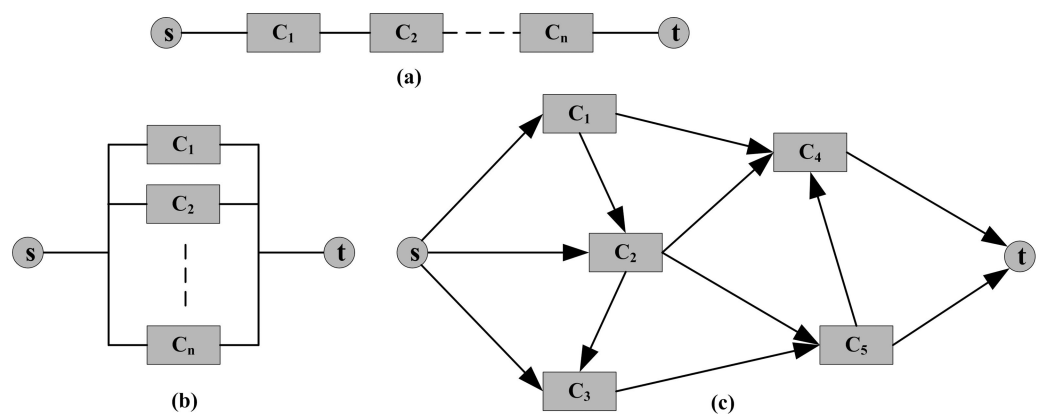 s C₁ C₂ Cₙ t
(a)
C₁
C₂
s t
Cₙ
(b)
C₁
C₄
s C₂ t
C₅
C₃
(c)